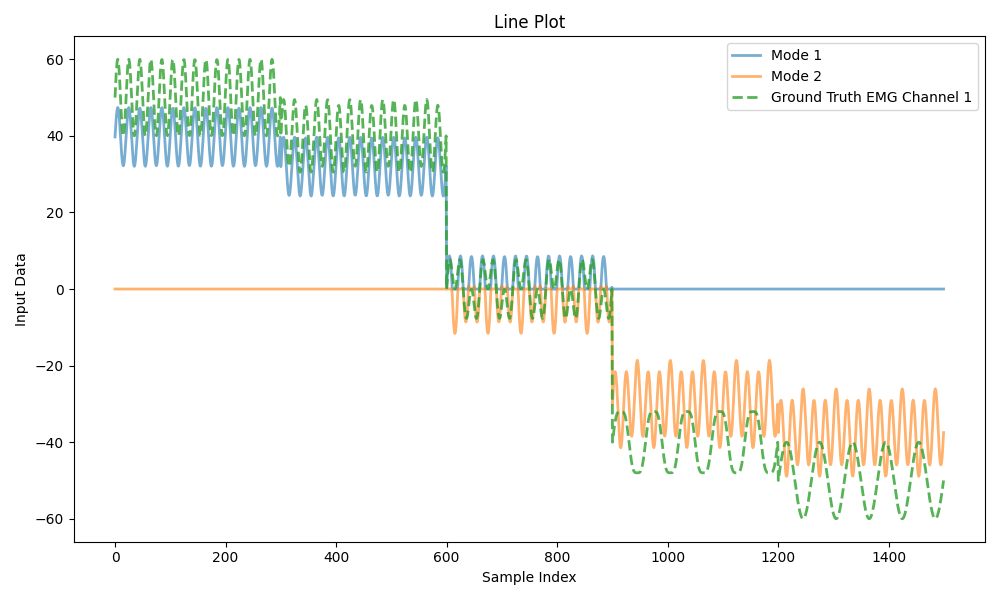 Line Plot
Mode 1
Mode 2
Ground Truth EMG Channel 1
Input Data
60
40
20
0
−20
−40
−60
0 200 400 600 800 1000 1200 1400
Sample Index